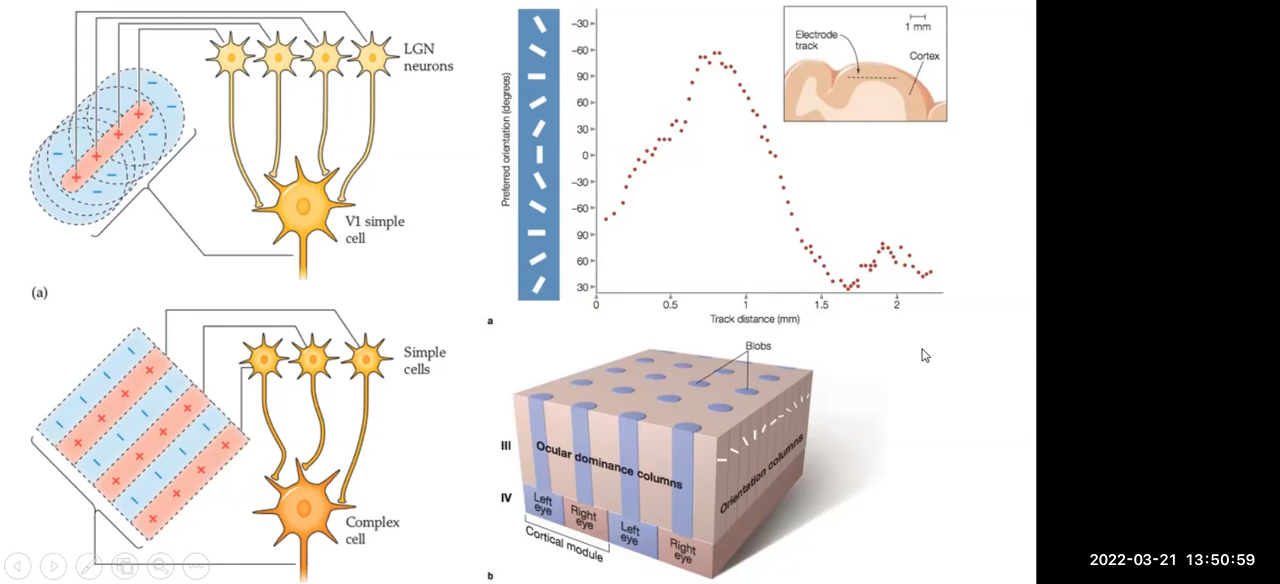 LGN
neurons
V1 simple
cell
(a)
Simple
cells
Complex
cell
Preferred orientation (degrees)
–30
–60
90
60
30
0
–30
–60
90
60
30
0
0.5
1
1.5
2
Track distance (mm)
a
Electrode
track
1 mm
Cortex
Blobs
III
Ocular dominance columns
Orientation columns
IV
Left
eye
Right
eye
Left
eye
Right
eye
Cortical module
b
2022-03-21 13:50:59